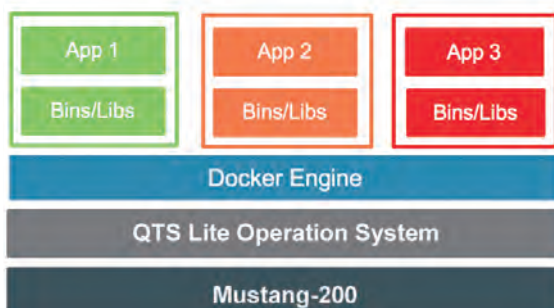 App 1 App 2 App 3
Bins/Libs Bins/Libs Bins/Libs
Docker Engine
QTS Lite Operation System
Mustang-200